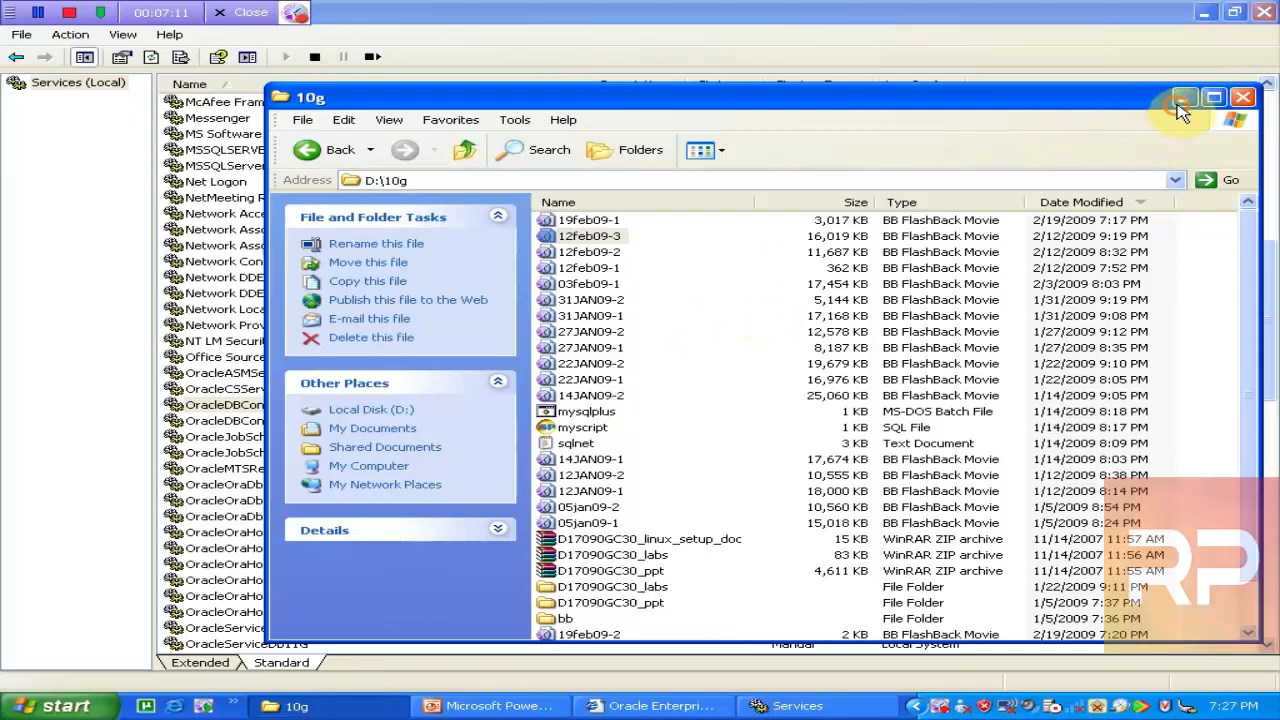 00:07:11 Close
File Action View Help
Services (Local)
Name
McAfee Fram
Messenger
MS Software
MSSQLSERVE
MSSQLServer
Net Logon
NetMeeting R
Network Acce
Network Asso
Network Asso
Network Asso
Network Con
Network DDE
Network DDE
Network Loca
Network Prov
NT LM Securi
Office Source
OracleASMSe
OracleCSServ
OracleDBCon
OracleDBCon
OracleJobSch
OracleJobSch
OracleMTSRe
OracleOraDb
OracleOraDb
OracleOraDb
OracleOraHo
OracleOraHo
OracleOraHo
OracleOraHo
OracleOraHo
OracleServic
OracleServiceDB11G Manual Local System
Extended Standard
10g
File Edit View Favorites Tools Help
Back Search Folders
Address D:\10g Go
File and Folder Tasks
Rename this file
Move this file
Copy this file
Publish this file to the Web
E-mail this file
Delete this file
Other Places
Local Disk (D:)
My Documents
Shared Documents
My Computer
My Network Places
Details
Name Size Type Date Modified
19feb09-1 3,017 KB BB FlashBack Movie 2/19/2009 7:17 PM
12feb09-3 16,019 KB BB FlashBack Movie 2/12/2009 9:19 PM
12feb09-2 11,687 KB BB FlashBack Movie 2/12/2009 8:32 PM
12feb09-1 362 KB BB FlashBack Movie 2/12/2009 7:52 PM
03feb09-1 17,454 KB BB FlashBack Movie 2/3/2009 8:03 PM
31JAN09-2 5,144 KB BB FlashBack Movie 1/31/2009 9:19 PM
31JAN09-1 17,168 KB BB FlashBack Movie 1/31/2009 9:08 PM
27JAN09-2 12,578 KB BB FlashBack Movie 1/27/2009 9:12 PM
27JAN09-1 8,187 KB BB FlashBack Movie 1/27/2009 8:35 PM
22JAN09-2 19,679 KB BB FlashBack Movie 1/22/2009 9:10 PM
22JAN09-1 16,976 KB BB FlashBack Movie 1/22/2009 8:05 PM
14JAN09-2 25,060 KB BB FlashBack Movie 1/14/2009 9:05 PM
mysqlplus 1 KB MS-DOS Batch File 1/14/2009 8:18 PM
myscript 1 KB SQL File 1/14/2009 8:17 PM
sqlnet 3 KB Text Document 1/14/2009 8:09 PM
14JAN09-1 17,674 KB BB FlashBack Movie 1/14/2009 8:03 PM
12JAN09-2 10,555 KB BB FlashBack Movie 1/12/2009 8:38 PM
12JAN09-1 18,000 KB BB FlashBack Movie 1/12/2009 8:14 PM
05jan09-2 10,560 KB BB FlashBack Movie 1/5/2009 8:54 PM
05jan09-1 15,018 KB BB FlashBack Movie 1/5/2009 8:24 PM
D17090GC30_linux_setup_doc 15 KB WinRAR ZIP archive 11/14/2007 11:57 AM
D17090GC30_labs 83 KB WinRAR ZIP archive 11/14/2007 11:56 AM
D17090GC30_ppt 4,611 KB WinRAR ZIP archive 11/14/2007 11:55 AM
D17090GC30_labs File Folder 1/22/2009 9:11 PM
D17090GC30_ppt File Folder 1/5/2009 7:37 PM
bb File Folder 1/5/2009 7:36 PM
19feb09-2 2 KB BB FlashBack Movie 2/19/2009 7:20 PM
RP
start 10g Microsoft Powe... Oracle Enterpri... Services 7:27 PM